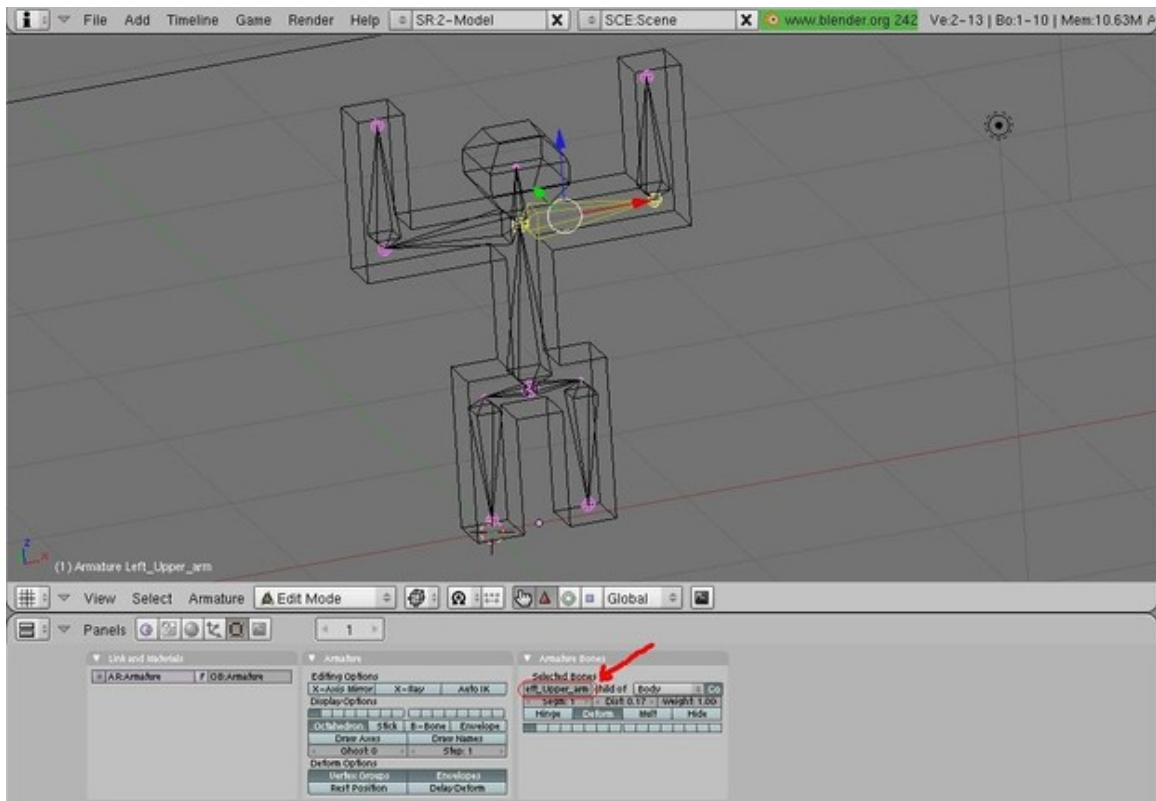 File Add Timeline Game Render Help SR:2-Model X SCE:Scene X www.blender.org 242 Ve:2-13 | Bo:1-10 | Mem:10.63M A
z
x
(1) Armature Left_Upper_arm
View Select Armature Edit Mode Global
Panels 1
Link and Materials
AR:Armature F OB:Armature
Armature
Editing Options
X-Axis Mirror X-Ray Auto IK
Display Options
Octahedron Stick B-Bone Envelope
Draw Axes Draw Names
Ghost: 0 Step: 1
Deform Options
Vertex Groups Envelopes
Rest Position Delay Deform
Armature Bones
Selected Bones
eft_Upper_arm child of Body Co
Segm: 1 Dist: 0.17 Weight: 1.00
Hinge Deform Mult Hide